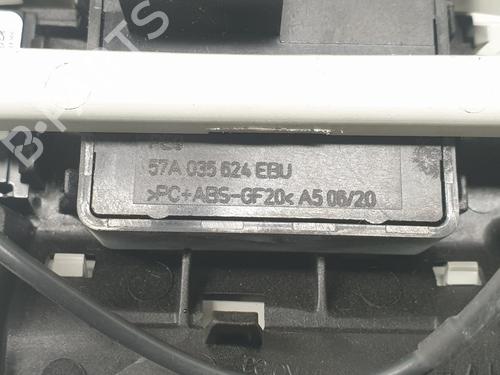 57A 035 624 EBU
>PC+ABS-GF20< A5 06/20
B-PARTS